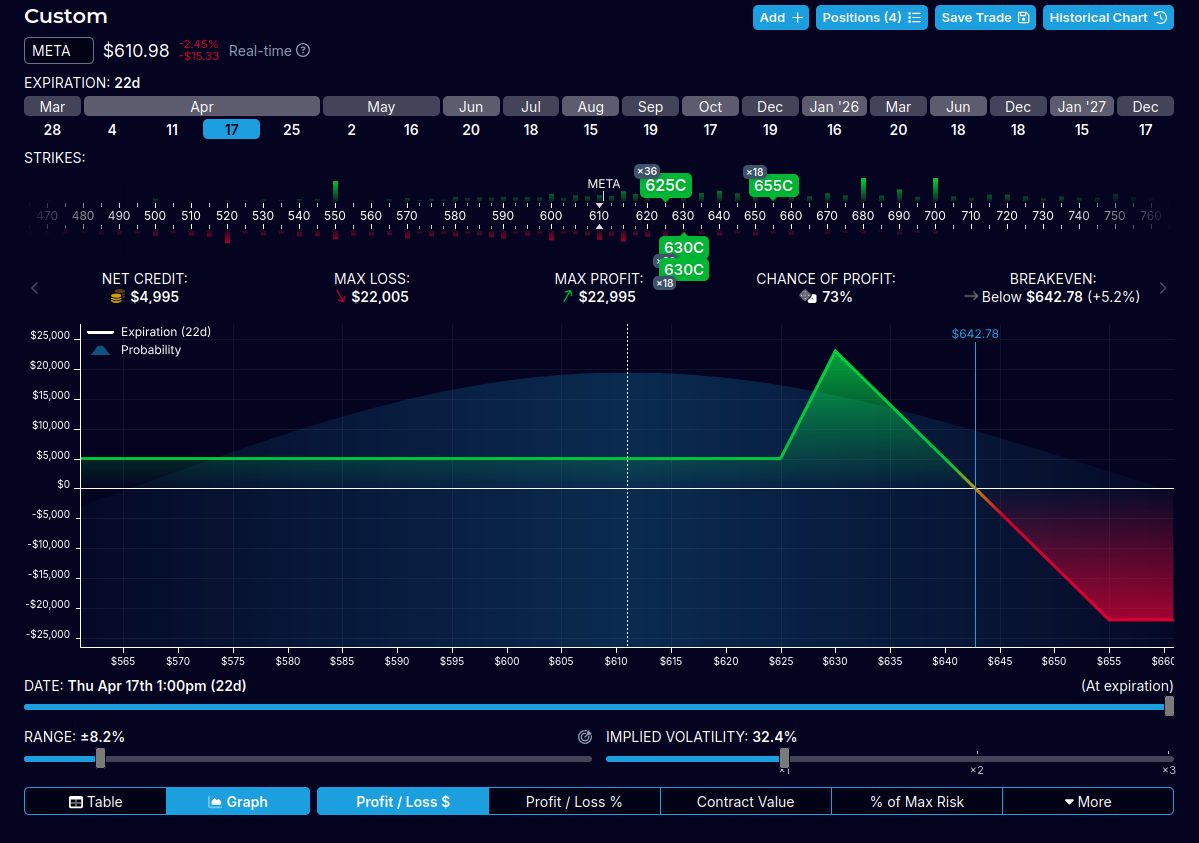 Custom
Add +
Positions (4)
Save Trade
Historical Chart
META
$610.98
-2.45%
-$15.33
Real-time
EXPIRATION: 22d
Mar Apr May Jun Jul Aug Sep Oct Dec Jan '26 Mar Jun Dec Jan '27 Dec
28 4 11 17 25 2 16 20 18 15 19 17 19 16 20 18 18 15 17
STRIKES:
×36
625C
×18
655C
META
470 480 490 500 510 520 530 540 550 560 570 580 590 600 610 620 630 640 650 660 670 680 690 700 710 720 730 740 750 760
630C
630C
×18
NET CREDIT:
$4,995
MAX LOSS:
$22,005
MAX PROFIT:
$22,995
CHANCE OF PROFIT:
73%
BREAKEVEN:
Below $642.78 (+5.2%)
Expiration (22d)
Probability
$642.78
$25,000
$20,000
$15,000
$10,000
$5,000
$0
-$5,000
-$10,000
-$15,000
-$20,000
-$25,000
$565 $570 $575 $580 $585 $590 $595 $600 $605 $610 $615 $620 $625 $630 $635 $640 $645 $650 $655
DATE: Thu Apr 17th 1:00pm (22d)
(At expiration)
RANGE: ±8.2%
IMPLIED VOLATILITY: 32.4%
×1 ×2 ×3
Table
Graph
Profit / Loss $
Profit / Loss %
Contract Value
% of Max Risk
More